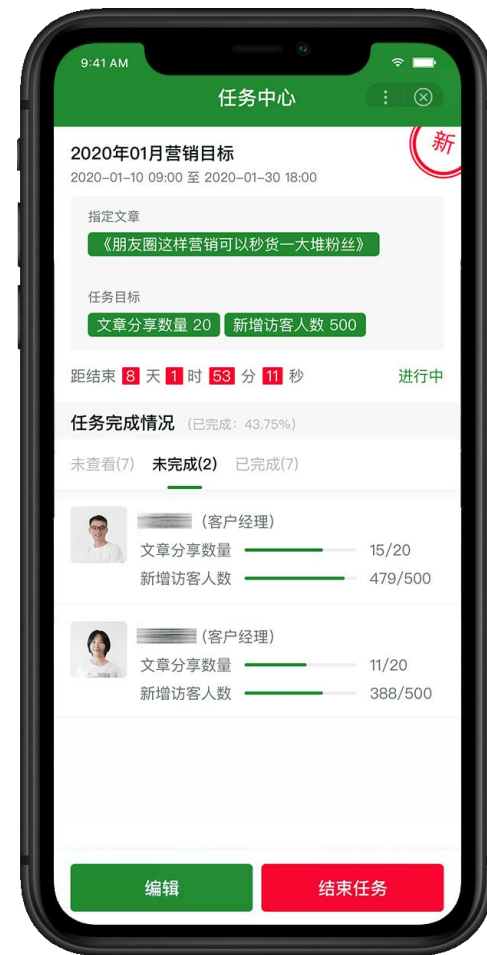 9:41 AM
任务中心
新
2020年01月营销目标
2020-01-10 09:00 至 2020-01-30 18:00
指定文章
《朋友圈这样营销可以秒货一大堆粉丝》
任务目标
文章分享数量 20 新增访客人数 500
距结束 8 天 1 时 53 分 11 秒 进行中
任务完成情况 (已完成: 43.75%)
未查看(7) 未完成(2) 已完成(7)
(客户经理)
文章分享数量 15/20
新增访客人数 479/500
(客户经理)
文章分享数量 11/20
新增访客人数 388/500
编辑 结束任务